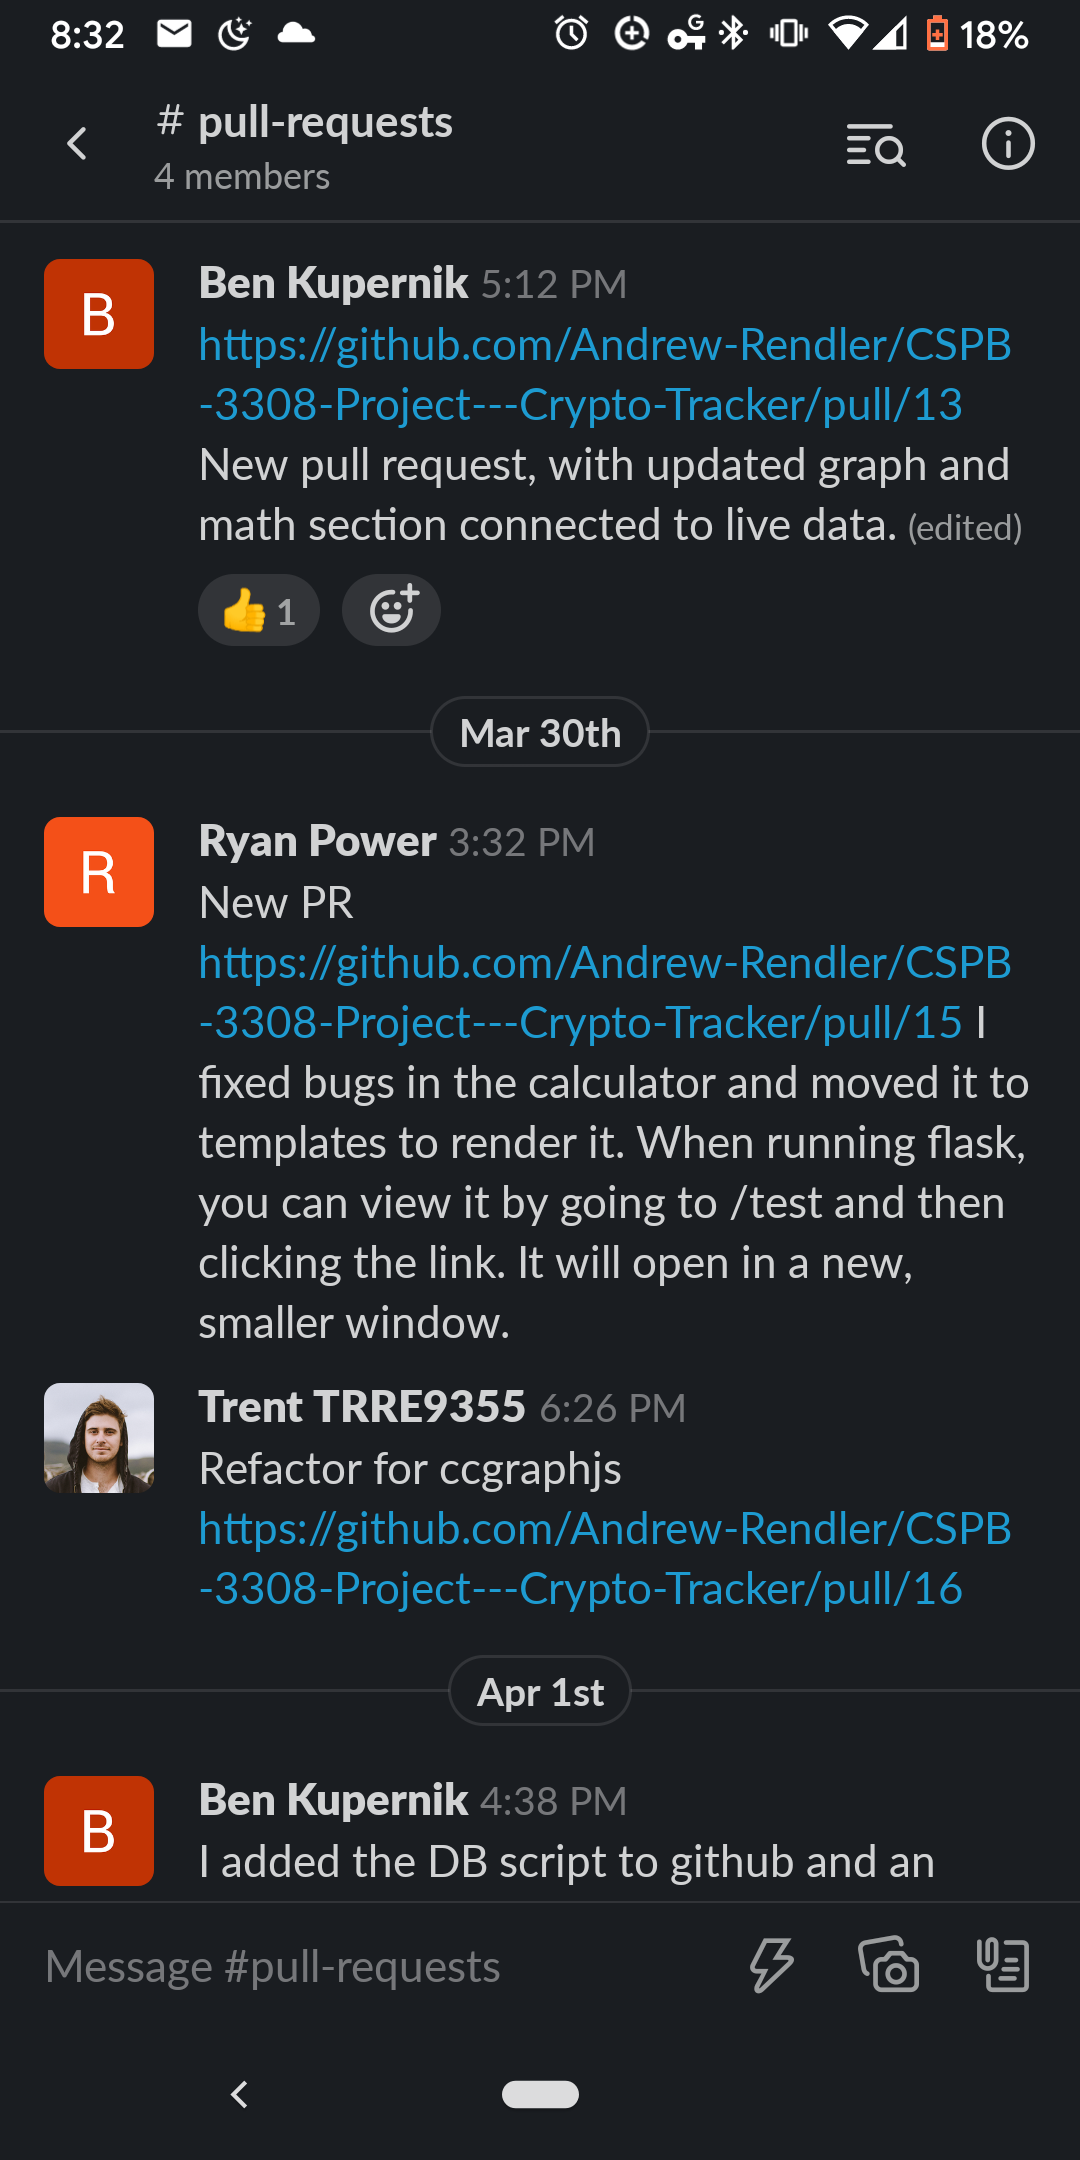 8:32 G 18%
# pull-requests
4 members
B
Ben Kupernik 5:12 PM
https://github.com/Andrew-Rendler/CSPB
-3308-Project---Crypto-Tracker/pull/13
New pull request, with updated graph and
math section connected to live data. (edited)
👍 1
Mar 30th
R
Ryan Power 3:32 PM
New PR
https://github.com/Andrew-Rendler/CSPB
-3308-Project---Crypto-Tracker/pull/15 I
fixed bugs in the calculator and moved it to
templates to render it. When running flask,
you can view it by going to /test and then
clicking the link. It will open in a new,
smaller window.
Trent TRRE9355 6:26 PM
Refactor for ccgraphjs
https://github.com/Andrew-Rendler/CSPB
-3308-Project---Crypto-Tracker/pull/16
Apr 1st
B
Ben Kupernik 4:38 PM
I added the DB script to github and an
Message #pull-requests